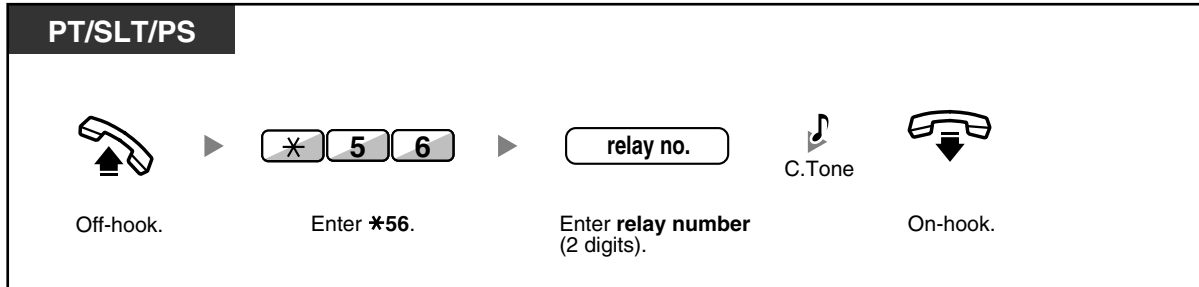 PT/SLT/PS
* 5 6
relay no.
C.Tone
Off-hook.
Enter *56.
Enter relay number
(2 digits).
On-hook.